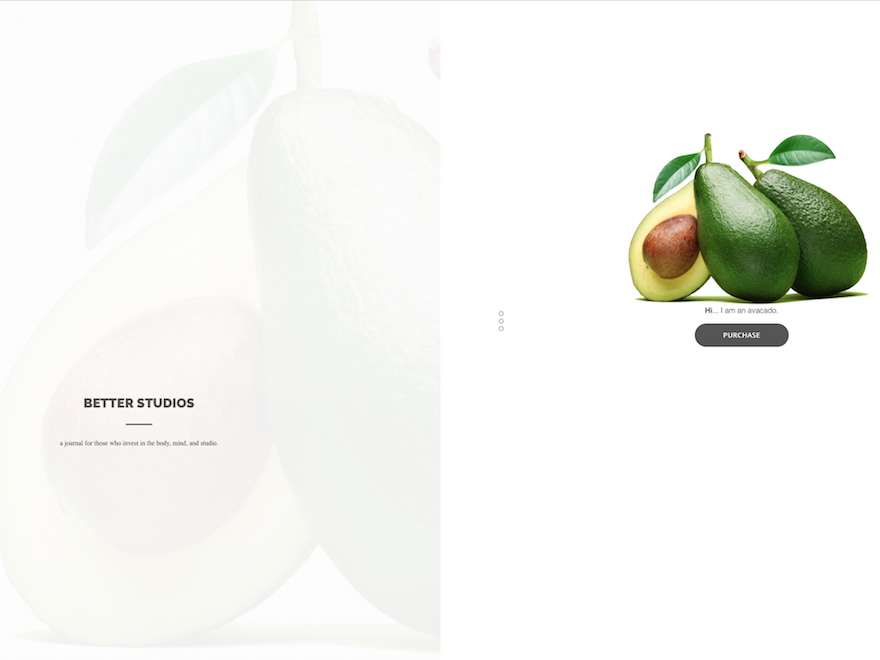 BETTER STUDIOS
a journal for those who invest in the body, mind, and studio.
Hi... I am an avacado.
PURCHASE